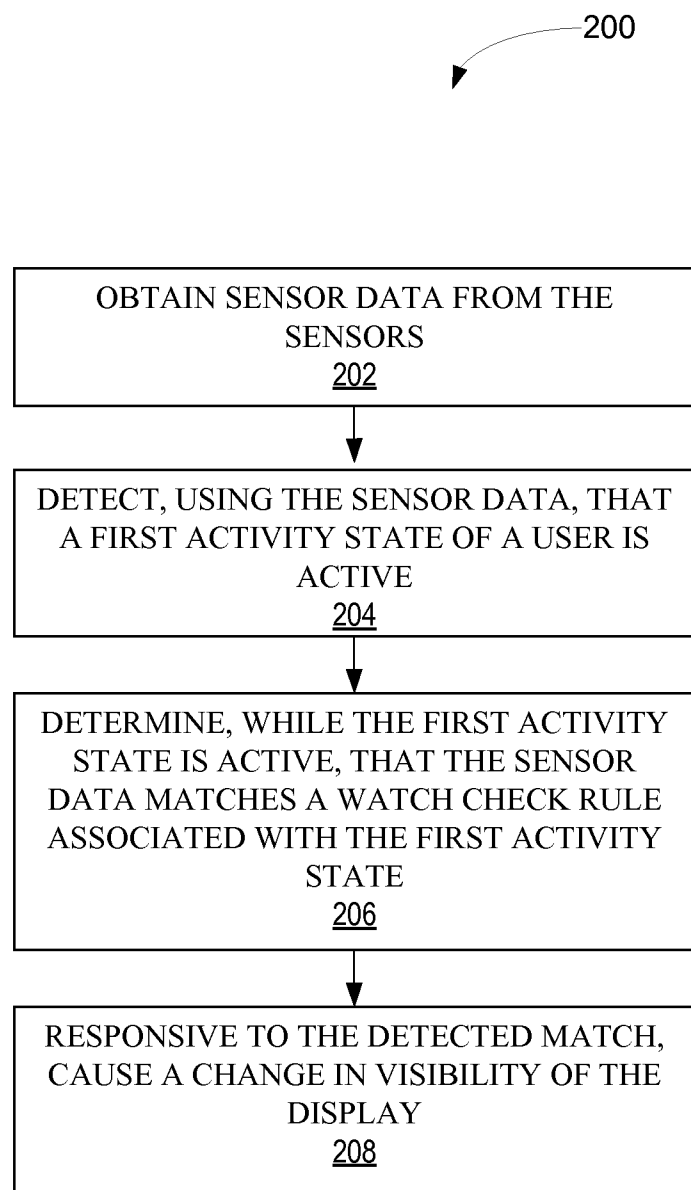 200
OBTAIN SENSOR DATA FROM THE
SENSORS
202
DETECT, USING THE SENSOR DATA, THAT
A FIRST ACTIVITY STATE OF A USER IS
ACTIVE
204
DETERMINE, WHILE THE FIRST ACTIVITY
STATE IS ACTIVE, THAT THE SENSOR
DATA MATCHES A WATCH CHECK RULE
ASSOCIATED WITH THE FIRST ACTIVITY
STATE
206
RESPONSIVE TO THE DETECTED MATCH,
CAUSE A CHANGE IN VISIBILITY OF THE
DISPLAY
208